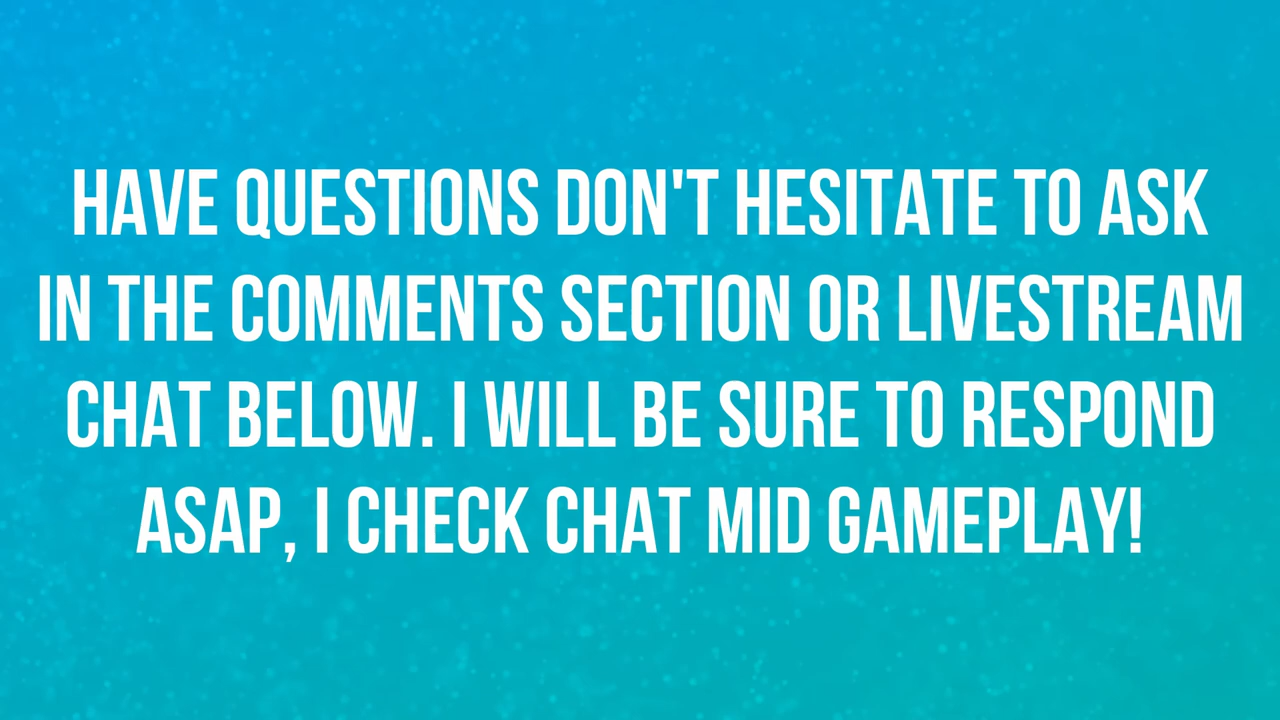 HAVE QUESTIONS DON'T HESITATE TO ASK
IN THE COMMENTS SECTION OR LIVESTREAM
CHAT BELOW. I WILL BE SURE TO RESPOND
ASAP, I CHECK CHAT MID GAMEPLAY!